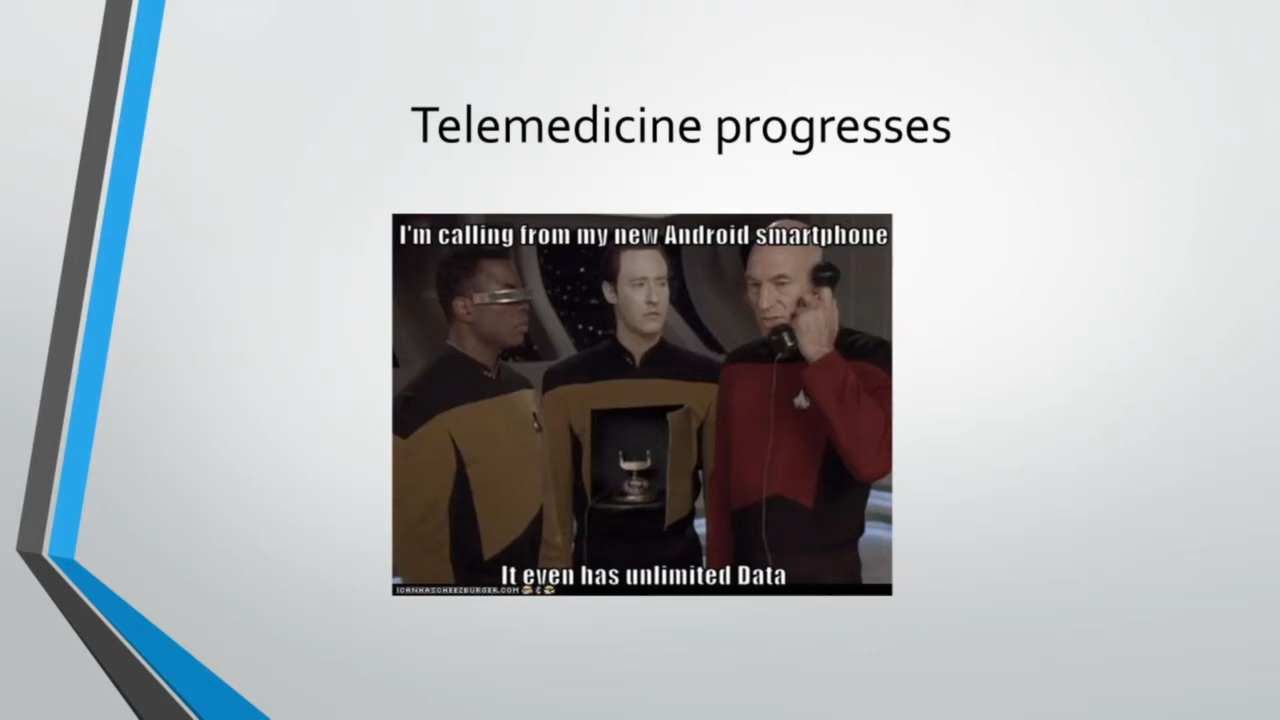 Telemedicine progresses
I'm calling from my new Android smartphone
It even has unlimited Data
ICANHASCHEEZBURGER.COM